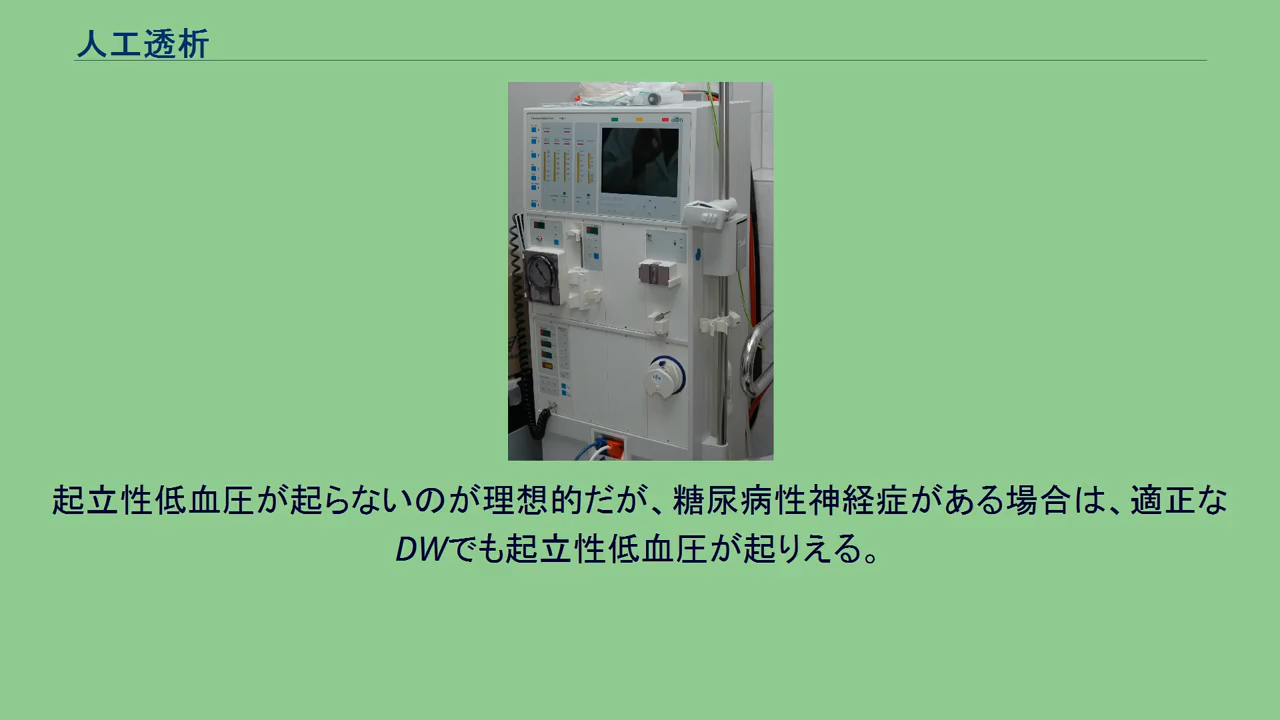 人工透析
起立性低血圧が起らないのが理想的だが、糖尿病性神経症がある場合は、適正な
DWでも起立性低血圧が起りえる。